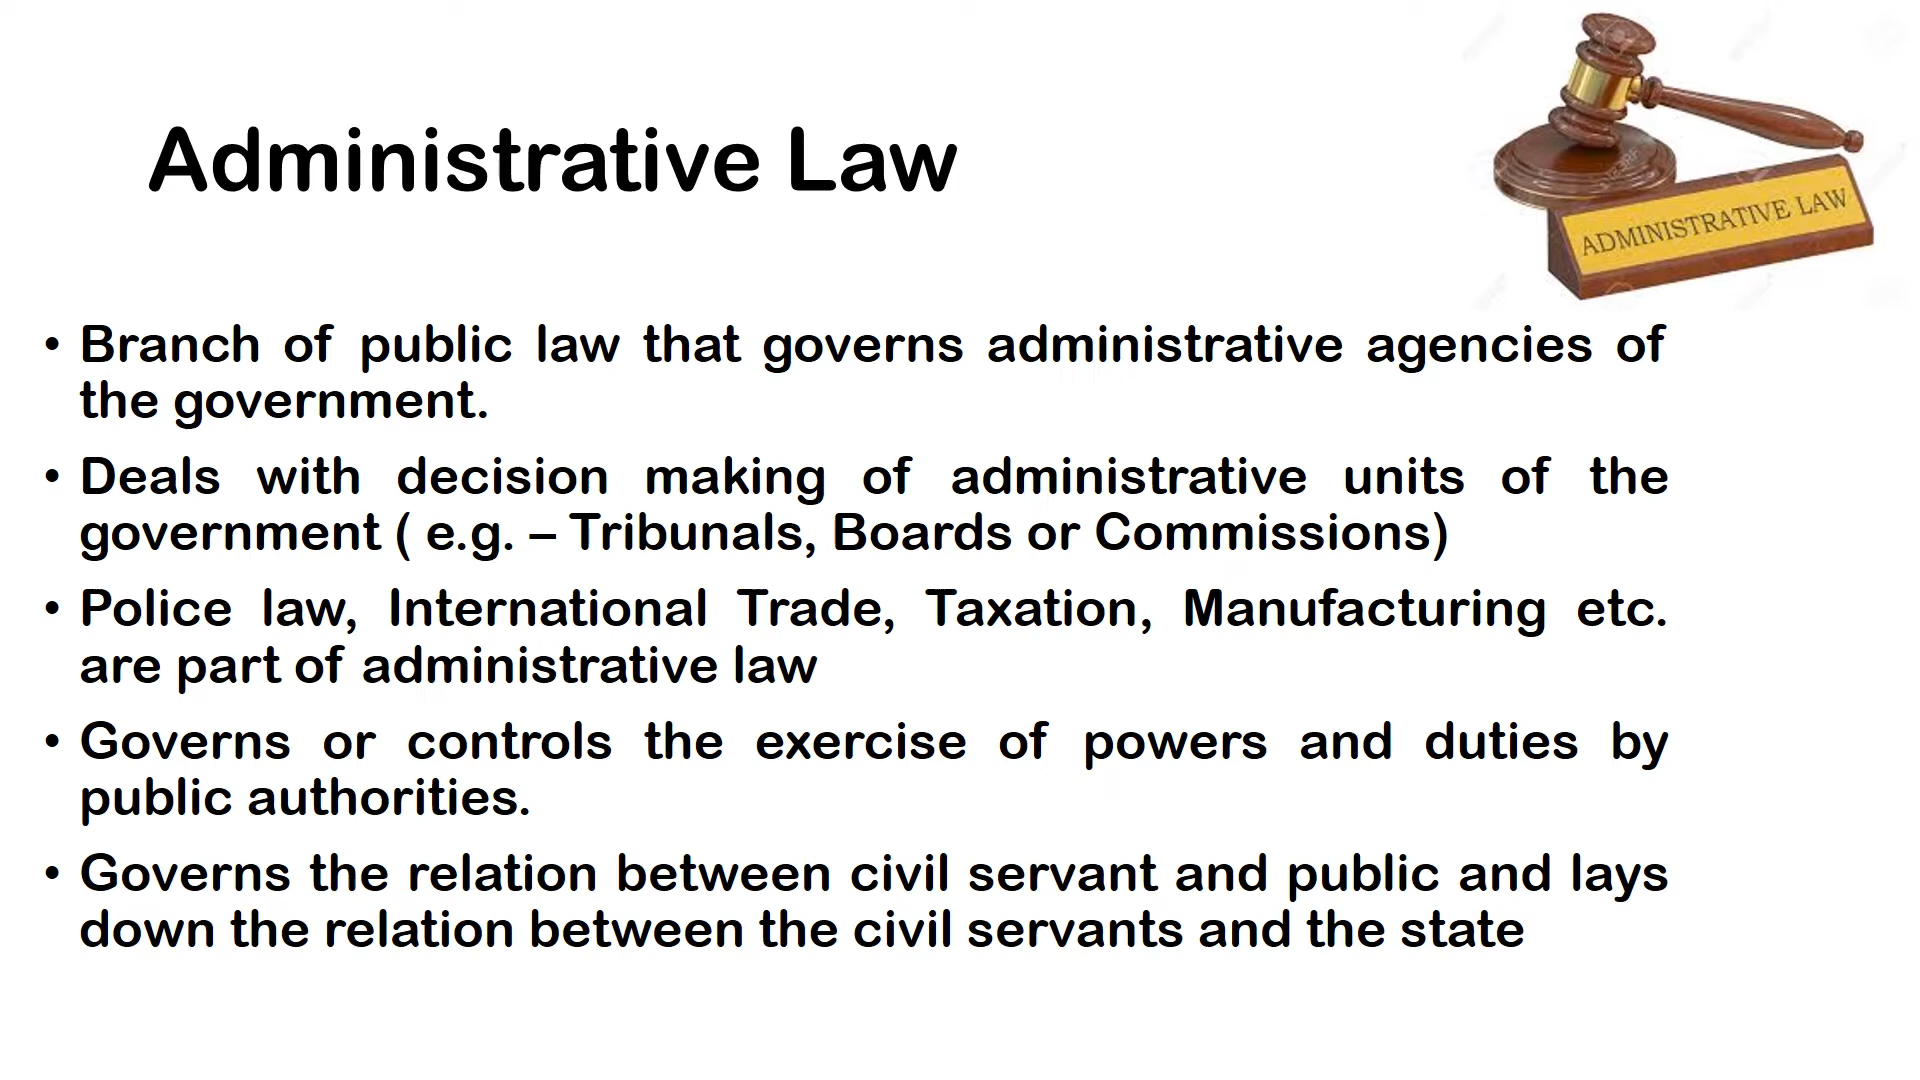 Administrative Law
ADMINISTRATIVE LAW
• Branch of public law that governs administrative agencies of
the government.
• Deals with decision making of administrative units of the
government ( e.g. – Tribunals, Boards or Commissions)
• Police law, International Trade, Taxation, Manufacturing etc.
are part of administrative law
• Governs or controls the exercise of powers and duties by
public authorities.
• Governs the relation between civil servant and public and lays
down the relation between the civil servants and the state